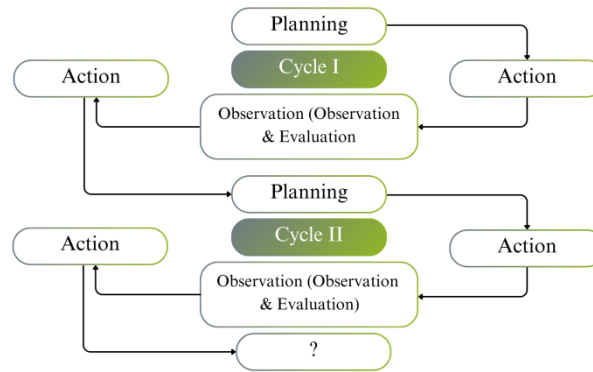 Planning
Cycle I
Action
Action
Observation (Observation
& Evaluation
Planning
Cycle II
Action
Action
Observation (Observation
& Evaluation)
?